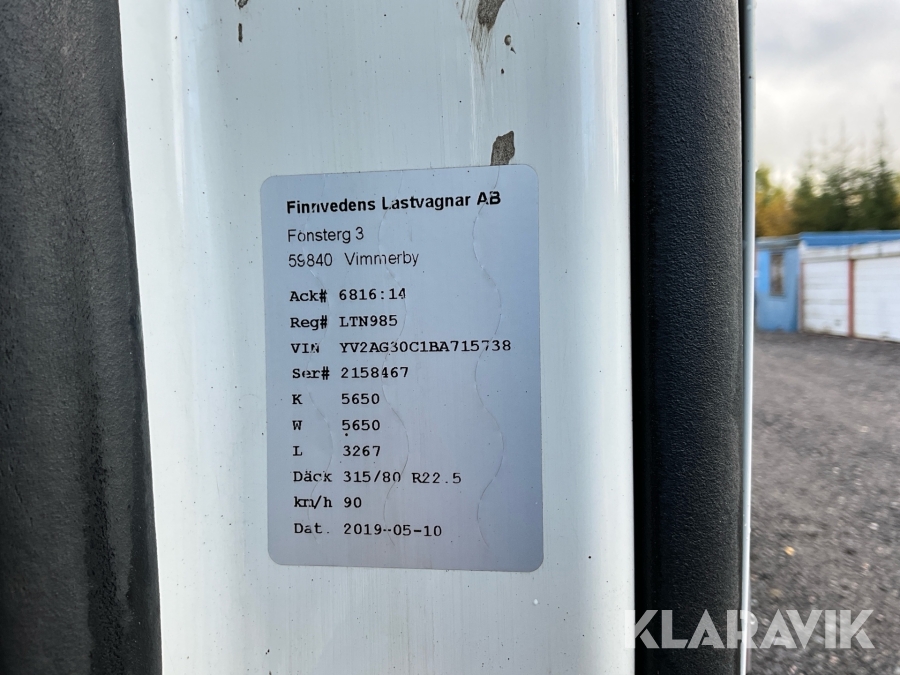 Finnvedens Lastvagnar AB
Fönsterg 3
59840 Vimmerby
Ack# 6816:14
Reg# LTN985
VIN YV2AG30C1BA715738
Ser# 2158467
K 5650
W 5650
L 3267
Däck 315/80 R22.5
km/h 90
Dat. 2019-05-10
KLARAVIK